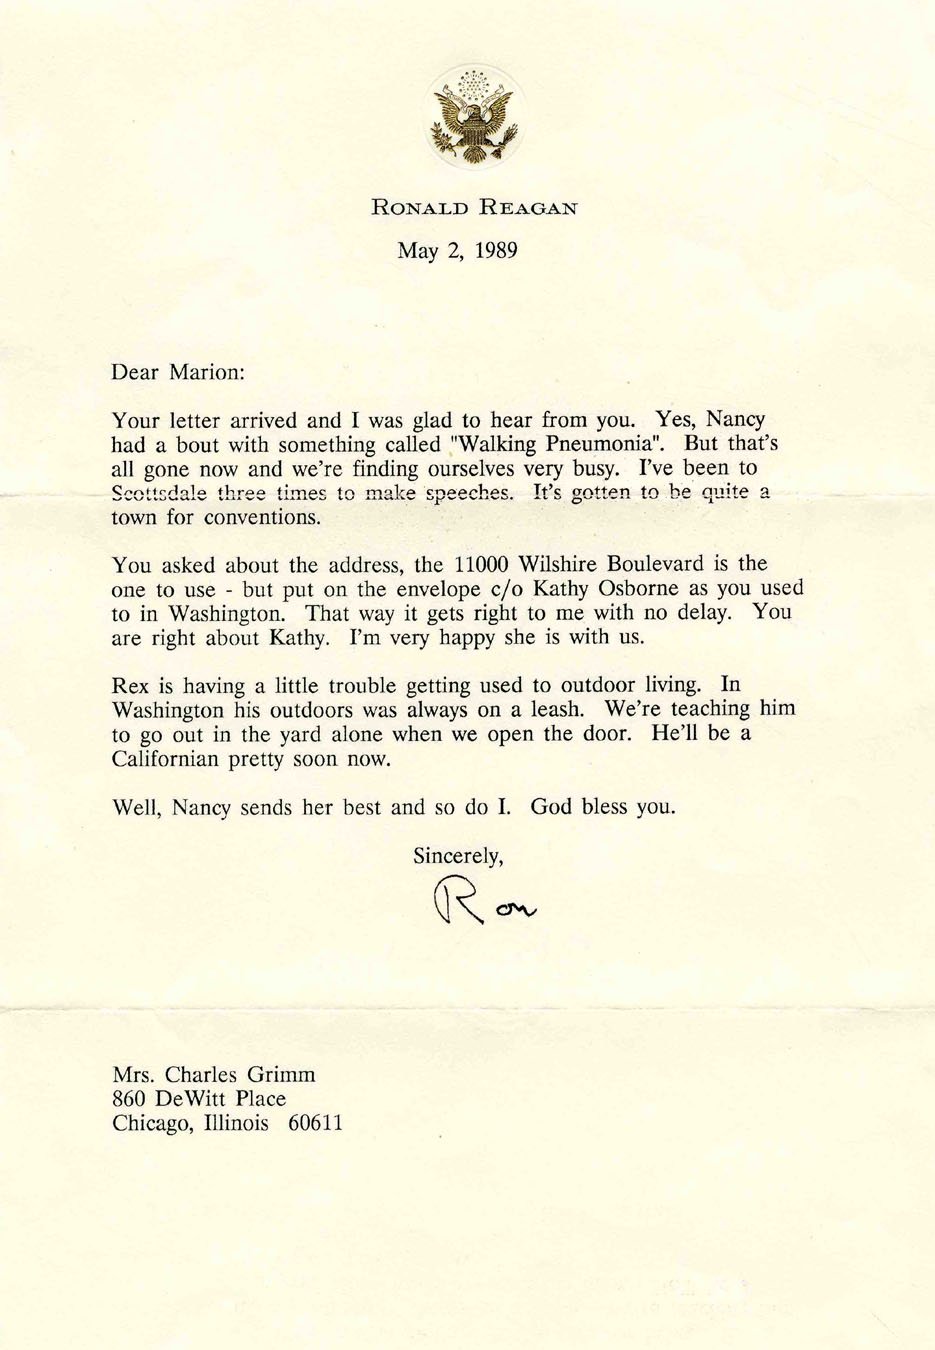 RONALD REAGAN
May 2, 1989
Dear Marion:
Your letter arrived and I was glad to hear from you. Yes, Nancy
had a bout with something called "Walking Pneumonia". But that's
all gone now and we're finding ourselves very busy. I've been to
Scottsdale three times to make speeches. It's gotten to be quite a
town for conventions.
You asked about the address, the 11000 Wilshire Boulevard is the
one to use - but put on the envelope c/o Kathy Osborne as you used
to in Washington. That way it gets right to me with no delay. You
are right about Kathy. I'm very happy she is with us.
Rex is having a little trouble getting used to outdoor living. In
Washington his outdoors was always on a leash. We're teaching him
to go out in the yard alone when we open the door. He'll be a
Californian pretty soon now.
Well, Nancy sends her best and so do I. God bless you.
Sincerely,
Ron
Mrs. Charles Grimm
860 DeWitt Place
Chicago, Illinois 60611